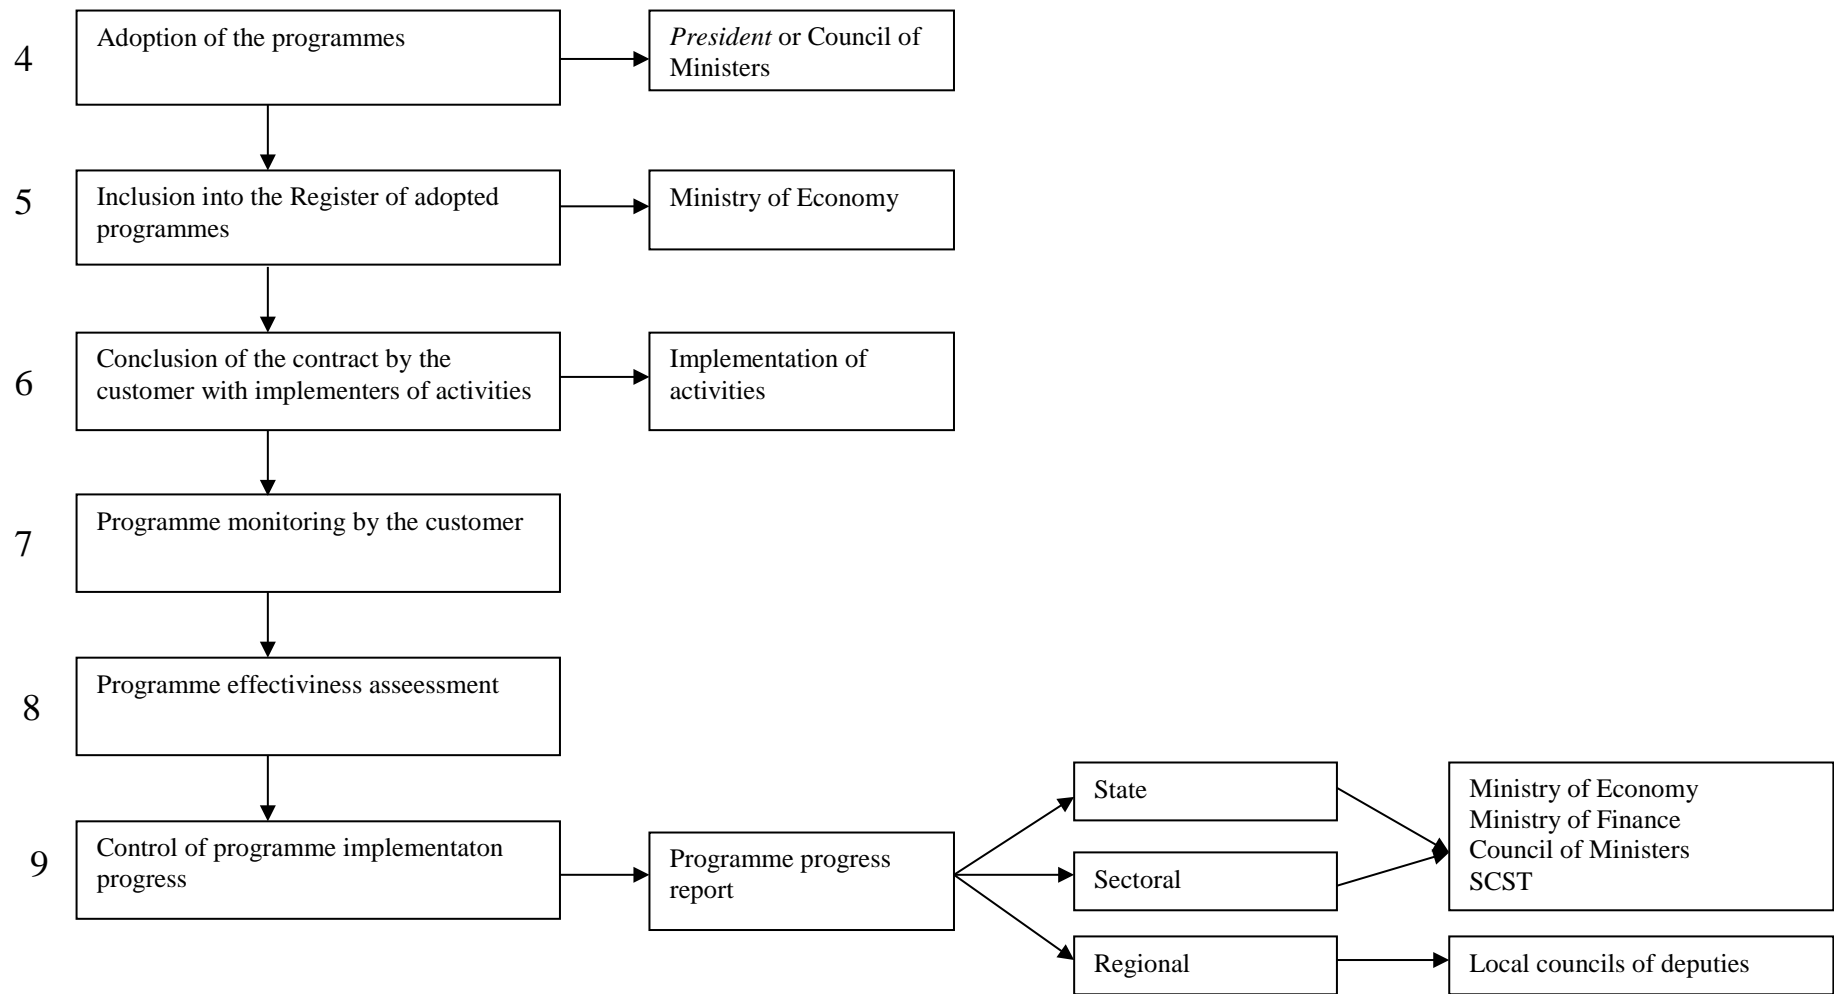 4
Adoption of the programmes
President or Council of
Ministers
5
Inclusion into the Register of adopted
programmes
Ministry of Economy
6
Conclusion of the contract by the
customer with implementers of activities
Implementation of
activities
7
Programme monitoring by the customer
8
Programme effectiviness asseessment
9
Control of programme implementaton
progress
Programme progress
report
State
Sectoral
Regional
Ministry of Economy
Ministry of Finance
Council of Ministers
SCST
Local councils of deputies